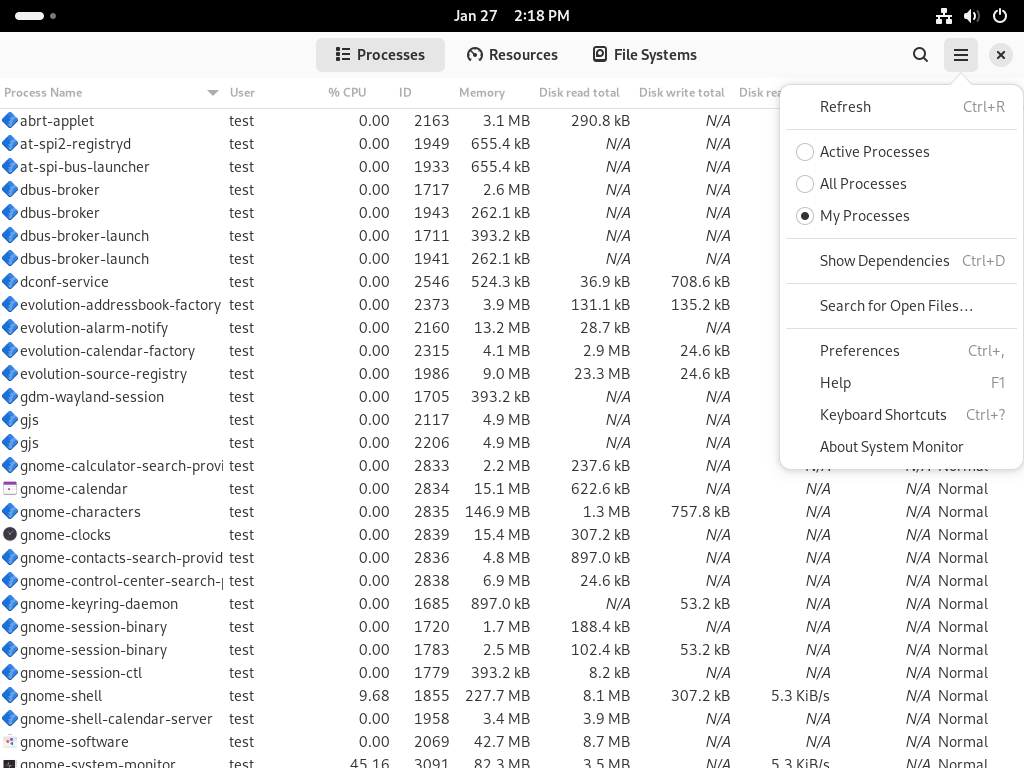 Jan 27 2:18 PM
Processes Resources File Systems
Process Name User % CPU ID Memory Disk read total Disk write total Disk
Refresh Ctrl+R
Active Processes
All Processes
My Processes
Show Dependencies Ctrl+D
Search for Open Files…
Preferences Ctrl+,
Help F1
Keyboard Shortcuts Ctrl+?
About System Monitor
abrt-applet test 0.00 2163 3.1 MB 290.8 kB N/A
at-spi2-registryd test 0.00 1949 655.4 kB N/A N/A
at-spi-bus-launcher test 0.00 1933 655.4 kB N/A N/A
dbus-broker test 0.00 1717 2.6 MB N/A N/A
dbus-broker test 0.00 1943 262.1 kB N/A N/A
dbus-broker-launch test 0.00 1711 393.2 kB N/A N/A
dbus-broker-launch test 0.00 1941 262.1 kB N/A N/A
dconf-service test 0.00 2546 524.3 kB 36.9 kB 708.6 kB
evolution-addressbook-factory test 0.00 2373 3.9 MB 131.1 kB 135.2 kB
evolution-alarm-notify test 0.00 2160 13.2 MB 28.7 kB N/A
evolution-calendar-factory test 0.00 2315 4.1 MB 2.9 MB 24.6 kB
evolution-source-registry test 0.00 1986 9.0 MB 23.3 MB 24.6 kB
gdm-wayland-session test 0.00 1705 393.2 kB N/A N/A
gjs test 0.00 2117 4.9 MB N/A N/A
gjs test 0.00 2206 4.9 MB N/A N/A
gnome-calculator-search-provi test 0.00 2833 2.2 MB 237.6 kB N/A N/A N/A Normal
gnome-calendar test 0.00 2834 15.1 MB 622.6 kB N/A N/A N/A Normal
gnome-characters test 0.00 2835 146.9 MB 1.3 MB 757.8 kB N/A N/A Normal
gnome-clocks test 0.00 2839 15.4 MB 307.2 kB N/A N/A N/A Normal
gnome-contacts-search-provid test 0.00 2836 4.8 MB 897.0 kB N/A N/A N/A Normal
gnome-control-center-search-p test 0.00 2838 6.9 MB 24.6 kB N/A N/A N/A Normal
gnome-keyring-daemon test 0.00 1685 897.0 kB N/A 53.2 kB N/A N/A Normal
gnome-session-binary test 0.00 1720 1.7 MB 188.4 kB N/A N/A N/A Normal
gnome-session-binary test 0.00 1783 2.5 MB 102.4 kB 53.2 kB N/A N/A Normal
gnome-session-ctl test 0.00 1779 393.2 kB 8.2 kB N/A N/A N/A Normal
gnome-shell test 9.68 1855 227.7 MB 8.1 MB 307.2 kB 5.3 KiB/s N/A Normal
gnome-shell-calendar-server test 0.00 1958 3.4 MB 3.9 MB N/A N/A N/A Normal
gnome-software test 0.00 2069 42.7 MB 8.7 MB N/A N/A N/A Normal
gnome-system-monitor test 45.16 3091 82.3 MB 3.5 MB N/A 5.3 KiB/s N/A Normal